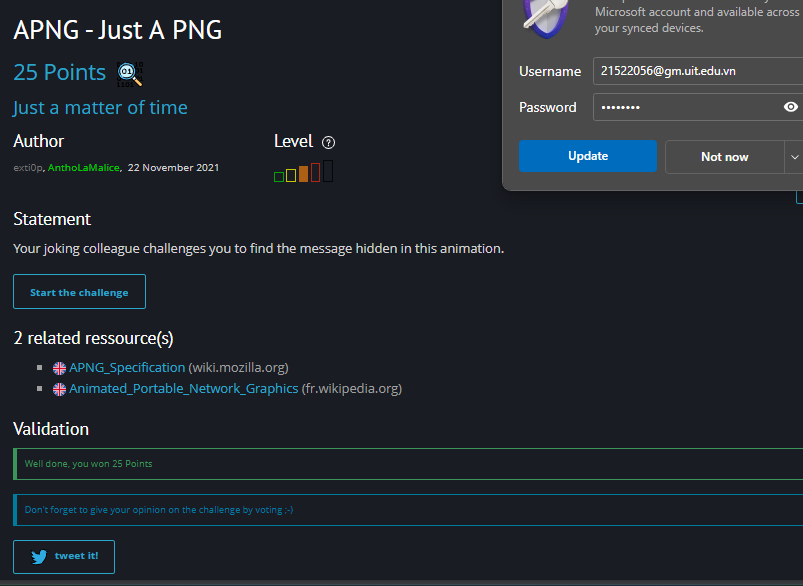 APNG - Just A PNG
25 Points
Just a matter of time
Author
Level
exti0p, AnthoLaMalice, 22 November 2021
Statement
Your joking colleague challenges you to find the message hidden in this animation.
Start the challenge
2 related ressource(s)
APNG_Specification (wiki.mozilla.org)
Animated_Portable_Network_Graphics (fr.wikipedia.org)
Validation
Well done, you won 25 Points
Don't forget to give your opinion on the challenge by voting ;-)
tweet it!
Microsoft account and available across
your synced devices.
Username 21522056@gm.uit.edu.vn
Password ••••••••
Update
Not now